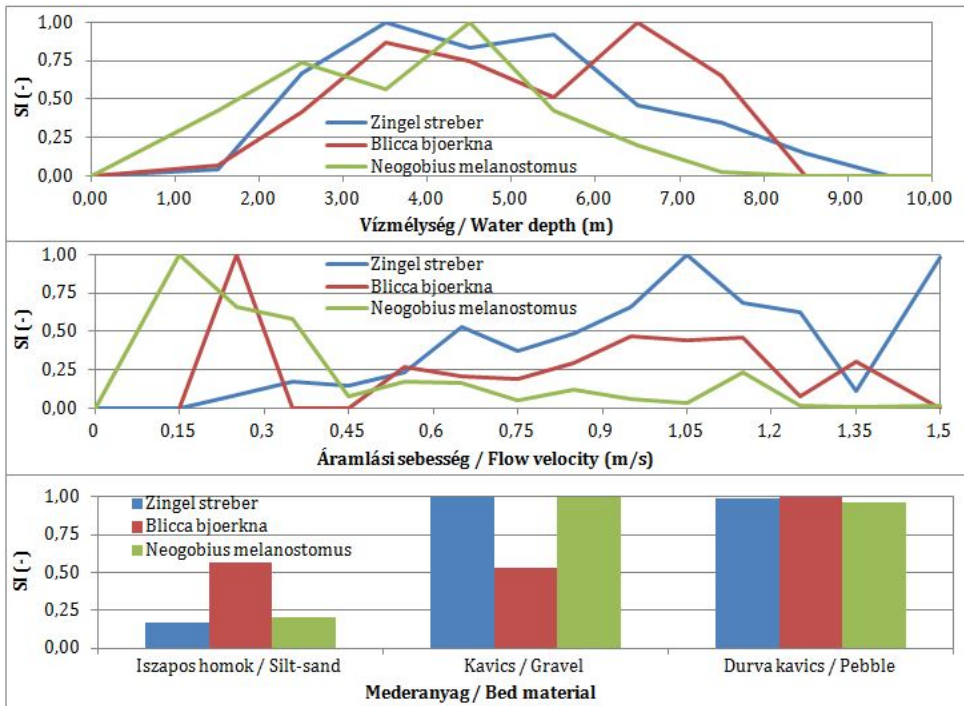 1,00
0,75
0,50
0,25
0,00
SI (-)
Zingel streber
Blicca bjoerkna
Neogobius melanostomus
0,00 1,00 2,00 3,00 4,00 5,00 6,00 7,00 8,00 9,00 10,00
Vízmélység / Water depth (m)
1,00
0,75
0,50
0,25
0,00
SI (-)
Zingel streber
Blicca bjoerkna
Neogobius melanostomus
0 0,15 0,3 0,45 0,6 0,75 0,9 1,05 1,2 1,35 1,5
Áramlási sebesség / Flow velocity (m/s)
1,00
0,75
0,50
0,25
0,00
SI (-)
Zingel streber
Blicca bjoerkna
Neogobius melanostomus
Iszapos homok / Silt-sand Kavics / Gravel Durva kavics / Pebble
Mederanyag / Bed material